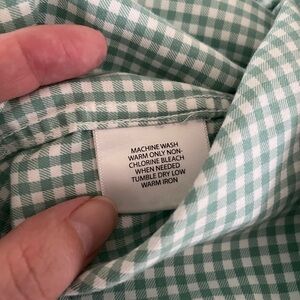 MACHINE WASH
WARM ONLY NON-
CHLORINE BLEACH
WHEN NEEDED
TUMBLE DRY LOW
WARM IRON